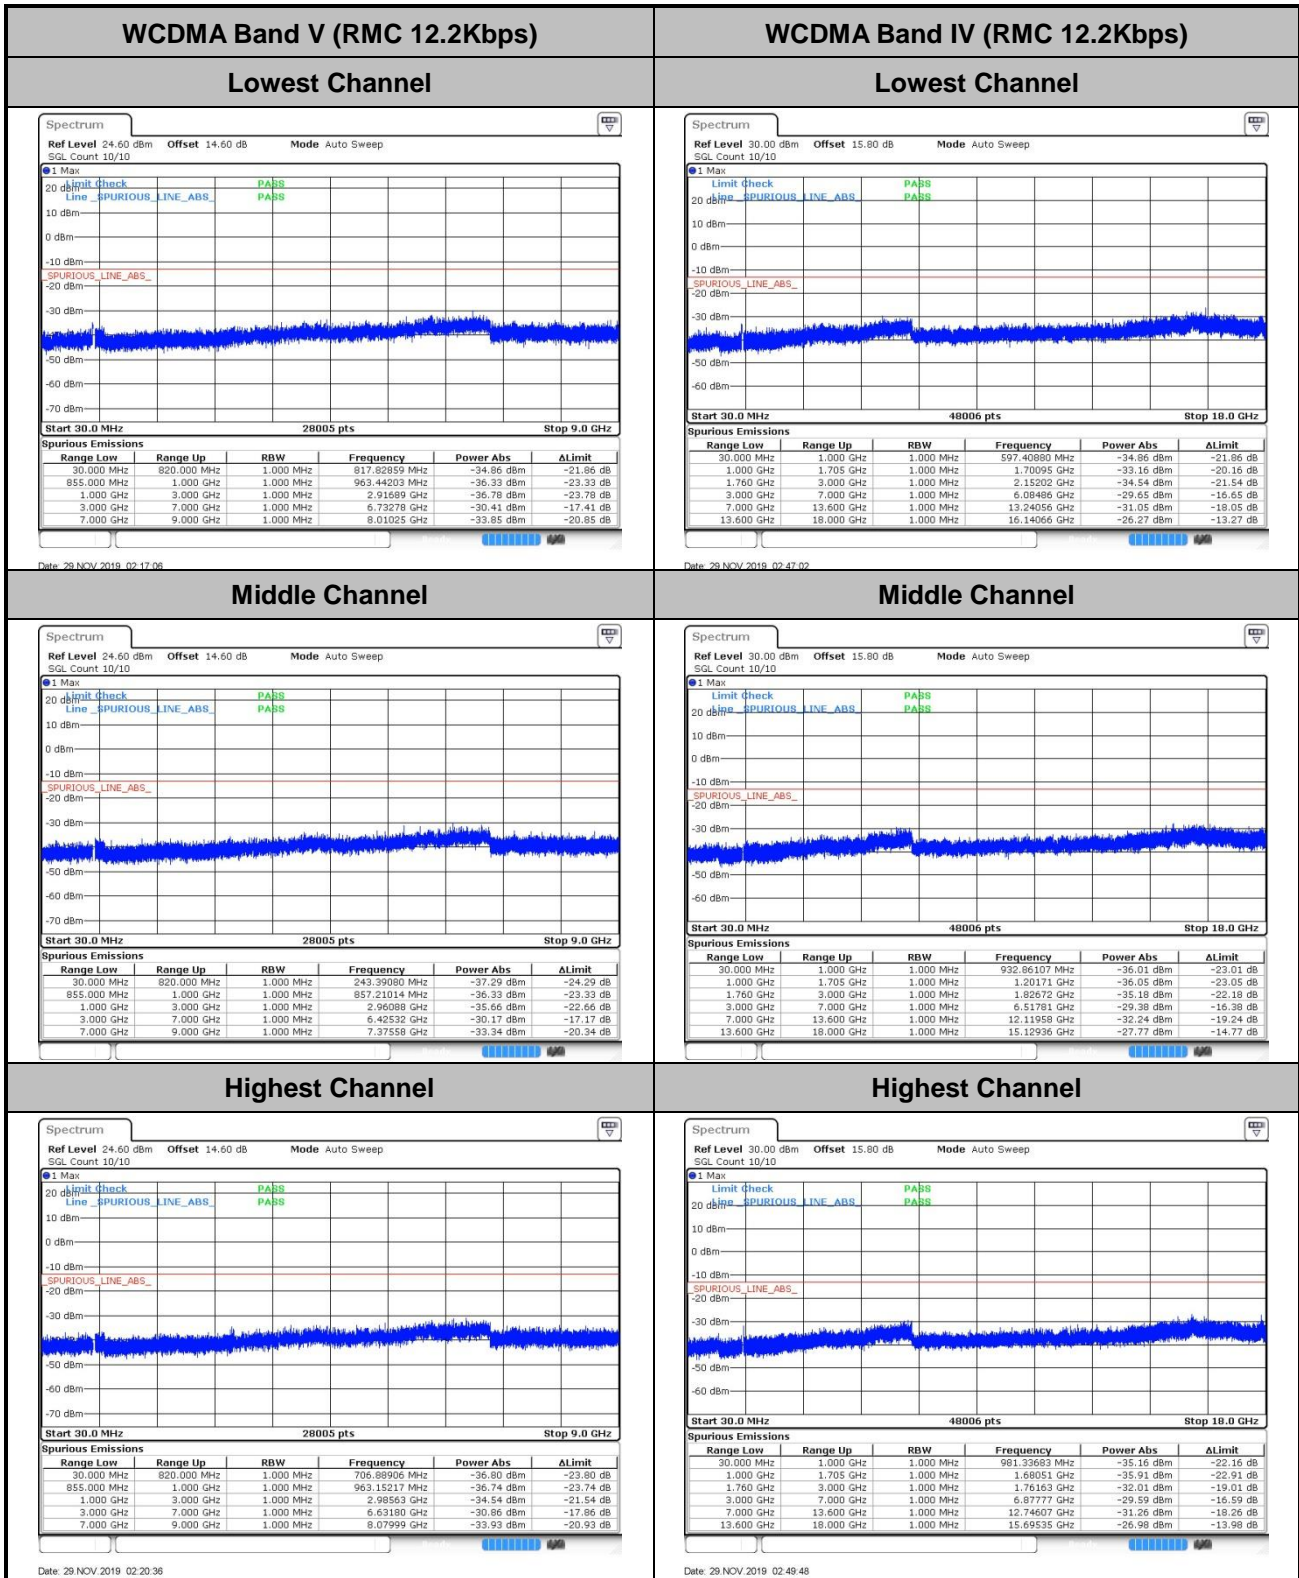 WCDMA Band V (RMC 12.2Kbps)
WCDMA Band IV (RMC 12.2Kbps)
Lowest Channel
Lowest Channel
Spectrum
Ref Level 24.60 dBm Offset 14.60 dB Mode Auto Sweep
SGL Count 10/10
1 Max
Limit Check PASS
20 dBm
Line _SPURIOUS_LINE_ABS_ PASS
10 dBm
0 dBm
-10 dBm
_SPURIOUS_LINE_ABS_
-20 dBm
-30 dBm
-50 dBm
-60 dBm
-70 dBm
Start 30.0 MHz 28005 pts Stop 9.0 GHz
Spurious Emissions
Range Low Range Up RBW Frequency Power Abs ΔLimit
30.000 MHz 820.000 MHz 1.000 MHz 817.82859 MHz -34.86 dBm -21.86 dB
855.000 MHz 1.000 GHz 1.000 MHz 963.44203 MHz -36.33 dBm -23.33 dB
1.000 GHz 3.000 GHz 1.000 MHz 2.91689 GHz -36.78 dBm -23.78 dB
3.000 GHz 7.000 GHz 1.000 MHz 6.73278 GHz -30.41 dBm -17.41 dB
7.000 GHz 9.000 GHz 1.000 MHz 8.01025 GHz -33.85 dBm -20.85 dB
Date: 29.NOV.2019 02:17:06
Spectrum
Ref Level 30.00 dBm Offset 15.80 dB Mode Auto Sweep
SGL Count 10/10
1 Max
Limit Check PASS
20 dBm
Line _SPURIOUS_LINE_ABS_ PASS
10 dBm
0 dBm
-10 dBm
_SPURIOUS_LINE_ABS_
-20 dBm
-30 dBm
-50 dBm
-60 dBm
Start 30.0 MHz 48006 pts Stop 18.0 GHz
Spurious Emissions
Range Low Range Up RBW Frequency Power Abs ΔLimit
30.000 MHz 1.000 GHz 1.000 MHz 597.40880 MHz -34.86 dBm -21.86 dB
1.000 GHz 1.705 GHz 1.000 MHz 1.70095 GHz -33.16 dBm -20.16 dB
1.760 GHz 3.000 GHz 1.000 MHz 2.15202 GHz -34.54 dBm -21.54 dB
3.000 GHz 7.000 GHz 1.000 MHz 6.08486 GHz -29.65 dBm -16.65 dB
7.000 GHz 13.600 GHz 1.000 MHz 13.24056 GHz -31.05 dBm -18.05 dB
13.600 GHz 18.000 GHz 1.000 MHz 16.14066 GHz -26.27 dBm -13.27 dB
Date: 29.NOV.2019 02:47:02
Middle Channel
Middle Channel
Spectrum
Ref Level 24.60 dBm Offset 14.60 dB Mode Auto Sweep
SGL Count 10/10
1 Max
Limit Check PASS
20 dBm
Line _SPURIOUS_LINE_ABS_ PASS
10 dBm
0 dBm
-10 dBm
_SPURIOUS_LINE_ABS_
-20 dBm
-30 dBm
-50 dBm
-60 dBm
-70 dBm
Start 30.0 MHz 28005 pts Stop 9.0 GHz
Spurious Emissions
Range Low Range Up RBW Frequency Power Abs ΔLimit
30.000 MHz 820.000 MHz 1.000 MHz 243.39080 MHz -37.29 dBm -24.29 dB
855.000 MHz 1.000 GHz 1.000 MHz 857.21014 MHz -36.33 dBm -23.33 dB
1.000 GHz 3.000 GHz 1.000 MHz 2.96088 GHz -35.66 dBm -22.66 dB
3.000 GHz 7.000 GHz 1.000 MHz 6.42532 GHz -30.17 dBm -17.17 dB
7.000 GHz 9.000 GHz 1.000 MHz 7.37558 GHz -33.34 dBm -20.34 dB
Spectrum
Ref Level 30.00 dBm Offset 15.80 dB Mode Auto Sweep
SGL Count 10/10
1 Max
Limit Check PASS
20 dBm
Line _SPURIOUS_LINE_ABS_ PASS
10 dBm
0 dBm
-10 dBm
_SPURIOUS_LINE_ABS_
-20 dBm
-30 dBm
-50 dBm
-60 dBm
Start 30.0 MHz 48006 pts Stop 18.0 GHz
Spurious Emissions
Range Low Range Up RBW Frequency Power Abs ΔLimit
30.000 MHz 1.000 GHz 1.000 MHz 932.86107 MHz -36.01 dBm -23.01 dB
1.000 GHz 1.705 GHz 1.000 MHz 1.20171 GHz -36.05 dBm -23.05 dB
1.760 GHz 3.000 GHz 1.000 MHz 1.82672 GHz -35.18 dBm -22.18 dB
3.000 GHz 7.000 GHz 1.000 MHz 6.51781 GHz -29.38 dBm -16.38 dB
7.000 GHz 13.600 GHz 1.000 MHz 12.11958 GHz -32.24 dBm -19.24 dB
13.600 GHz 18.000 GHz 1.000 MHz 15.12936 GHz -27.77 dBm -14.77 dB
Highest Channel
Highest Channel
Spectrum
Ref Level 24.60 dBm Offset 14.60 dB Mode Auto Sweep
SGL Count 10/10
1 Max
Limit Check PASS
20 dBm
Line _SPURIOUS_LINE_ABS_ PASS
10 dBm
0 dBm
-10 dBm
_SPURIOUS_LINE_ABS_
-20 dBm
-30 dBm
-50 dBm
-60 dBm
-70 dBm
Start 30.0 MHz 28005 pts Stop 9.0 GHz
Spurious Emissions
Range Low Range Up RBW Frequency Power Abs ΔLimit
30.000 MHz 820.000 MHz 1.000 MHz 706.88906 MHz -36.80 dBm -23.80 dB
855.000 MHz 1.000 GHz 1.000 MHz 963.15217 MHz -36.74 dBm -23.74 dB
1.000 GHz 3.000 GHz 1.000 MHz 2.98563 GHz -34.54 dBm -21.54 dB
3.000 GHz 7.000 GHz 1.000 MHz 6.63180 GHz -30.86 dBm -17.86 dB
7.000 GHz 9.000 GHz 1.000 MHz 8.07999 GHz -33.93 dBm -20.93 dB
Date: 29.NOV.2019 02:20:36
Spectrum
Ref Level 30.00 dBm Offset 15.80 dB Mode Auto Sweep
SGL Count 10/10
1 Max
Limit Check PASS
20 dBm
Line _SPURIOUS_LINE_ABS_ PASS
10 dBm
0 dBm
-10 dBm
_SPURIOUS_LINE_ABS_
-20 dBm
-30 dBm
-50 dBm
-60 dBm
Start 30.0 MHz 48006 pts Stop 18.0 GHz
Spurious Emissions
Range Low Range Up RBW Frequency Power Abs ΔLimit
30.000 MHz 1.000 GHz 1.000 MHz 981.33683 MHz -35.16 dBm -22.16 dB
1.000 GHz 1.705 GHz 1.000 MHz 1.68051 GHz -35.91 dBm -22.91 dB
1.760 GHz 3.000 GHz 1.000 MHz 1.76163 GHz -32.01 dBm -19.01 dB
3.000 GHz 7.000 GHz 1.000 MHz 6.87777 GHz -29.59 dBm -16.59 dB
7.000 GHz 13.600 GHz 1.000 MHz 12.74607 GHz -31.26 dBm -18.26 dB
13.600 GHz 18.000 GHz 1.000 MHz 15.69535 GHz -26.98 dBm -13.98 dB
Date: 29.NOV.2019 02:49:48